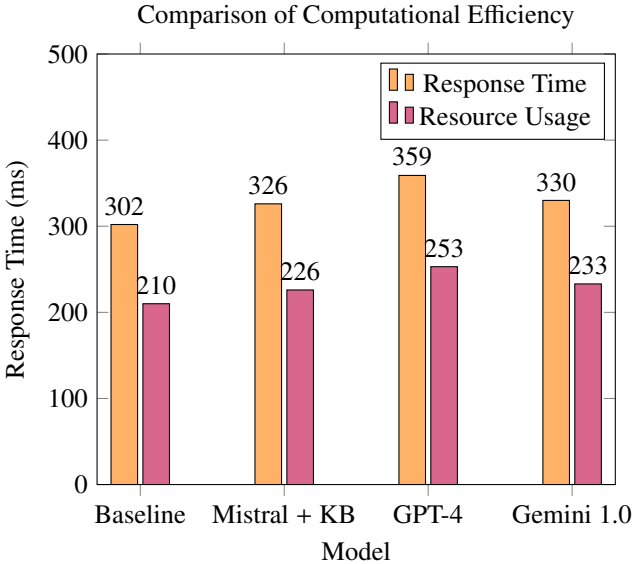 Comparison of Computational Efficiency
500
400
300
200
100
0
Response Time (ms)
Response Time
Resource Usage
302
210
326
226
359
253
330
233
Baseline
Mistral + KB
GPT-4
Gemini 1.0
Model